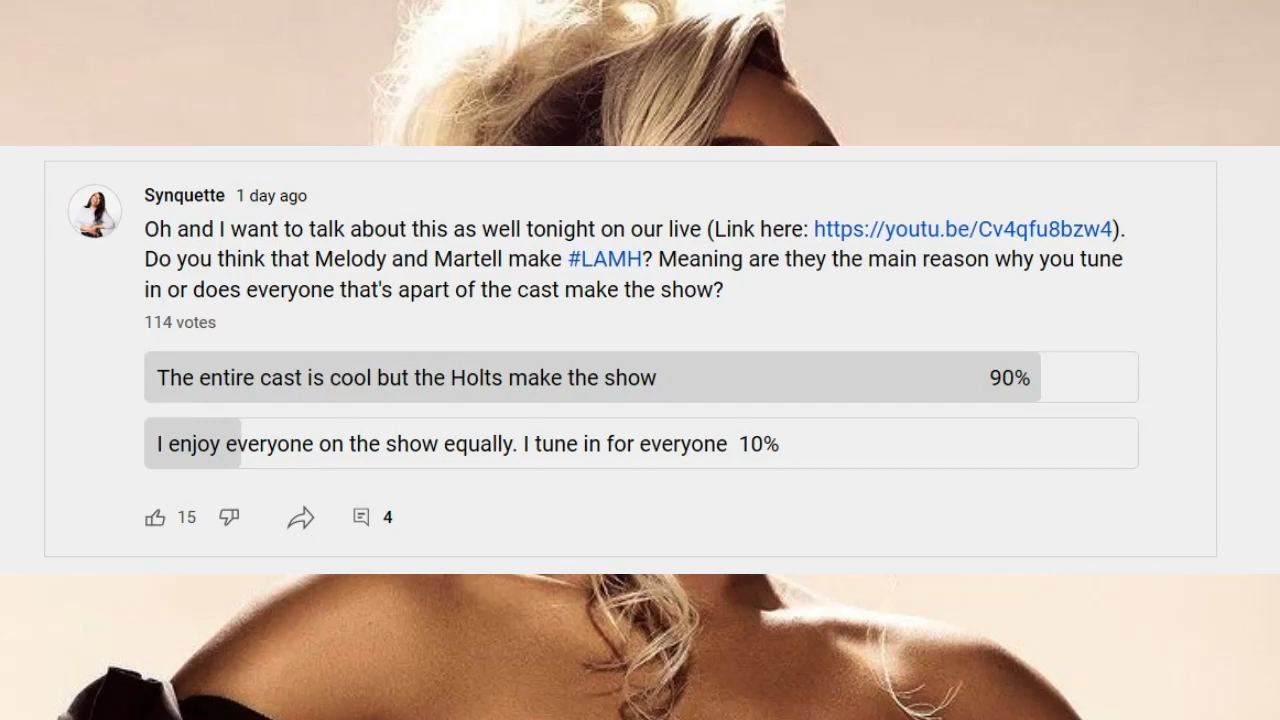 Synquette 1 day ago
Oh and I want to talk about this as well tonight on our live (Link here: https://youtu.be/Cv4qfu8bzw4).
Do you think that Melody and Martell make #LAMH? Meaning are they the main reason why you tune
in or does everyone that's apart of the cast make the show?
114 votes
The entire cast is cool but the Holts make the show 90%
I enjoy everyone on the show equally. I tune in for everyone 10%
15 4